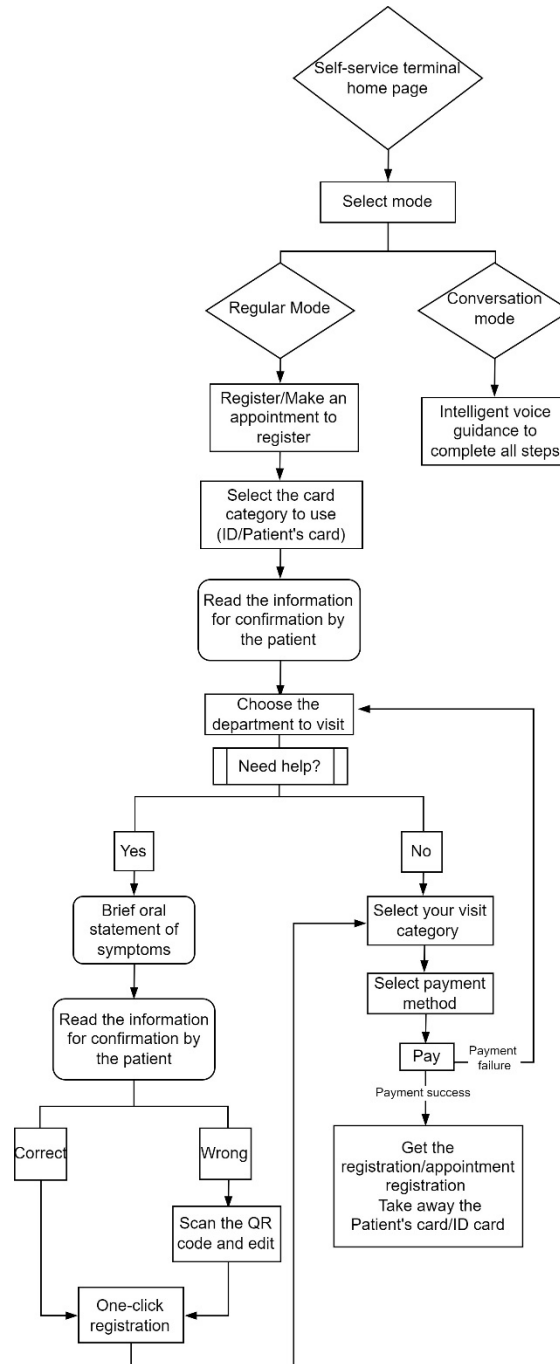 Self-service terminal
home page
Select mode
Regular Mode
Conversation
mode
Register/Make an
appointment to
register
Intelligent voice
guidance to
complete all steps
Select the card
category to use
(ID/Patient's card)
Read the information
for confirmation by
the patient
Choose the
department to visit
Need help?
Yes
No
Brief oral
statement of
symptoms
Select your visit
category
Read the information
for confirmation by
the patient
Select payment
method
Pay
Payment
failure
Payment success
Correct
Wrong
Get the
registration/appointment
registration
Take away the
Patient's card/ID card
Scan the QR
code and edit
One-click
registration